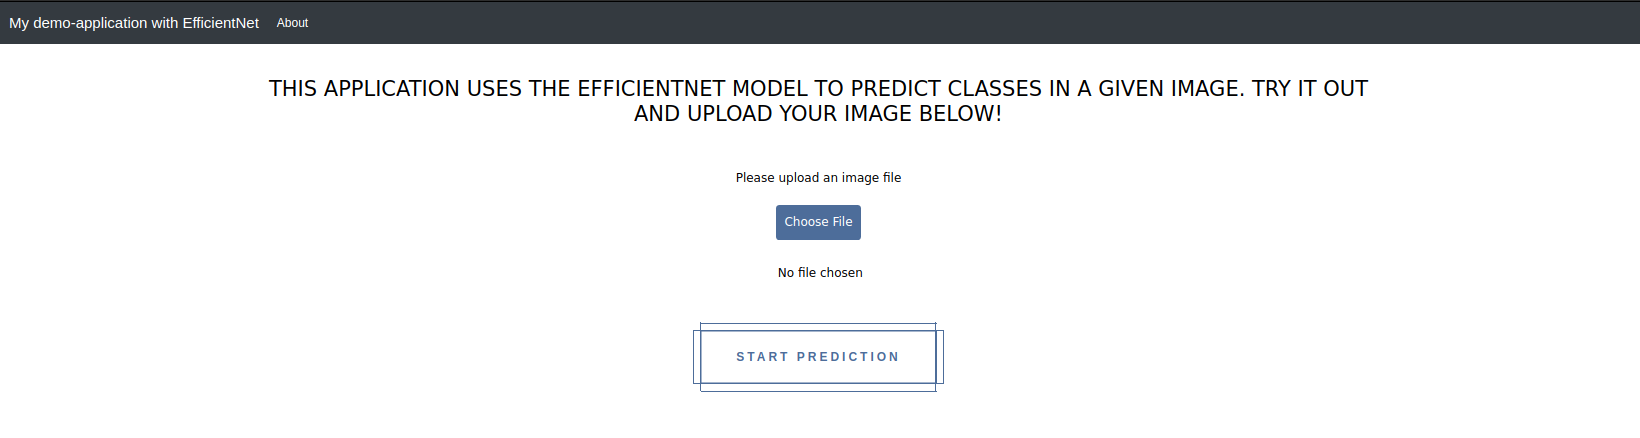 My demo-application with EfficientNet About
THIS APPLICATION USES THE EFFICIENTNET MODEL TO PREDICT CLASSES IN A GIVEN IMAGE. TRY IT OUT
AND UPLOAD YOUR IMAGE BELOW!
Please upload an image file
Choose File
No file chosen
START PREDICTION